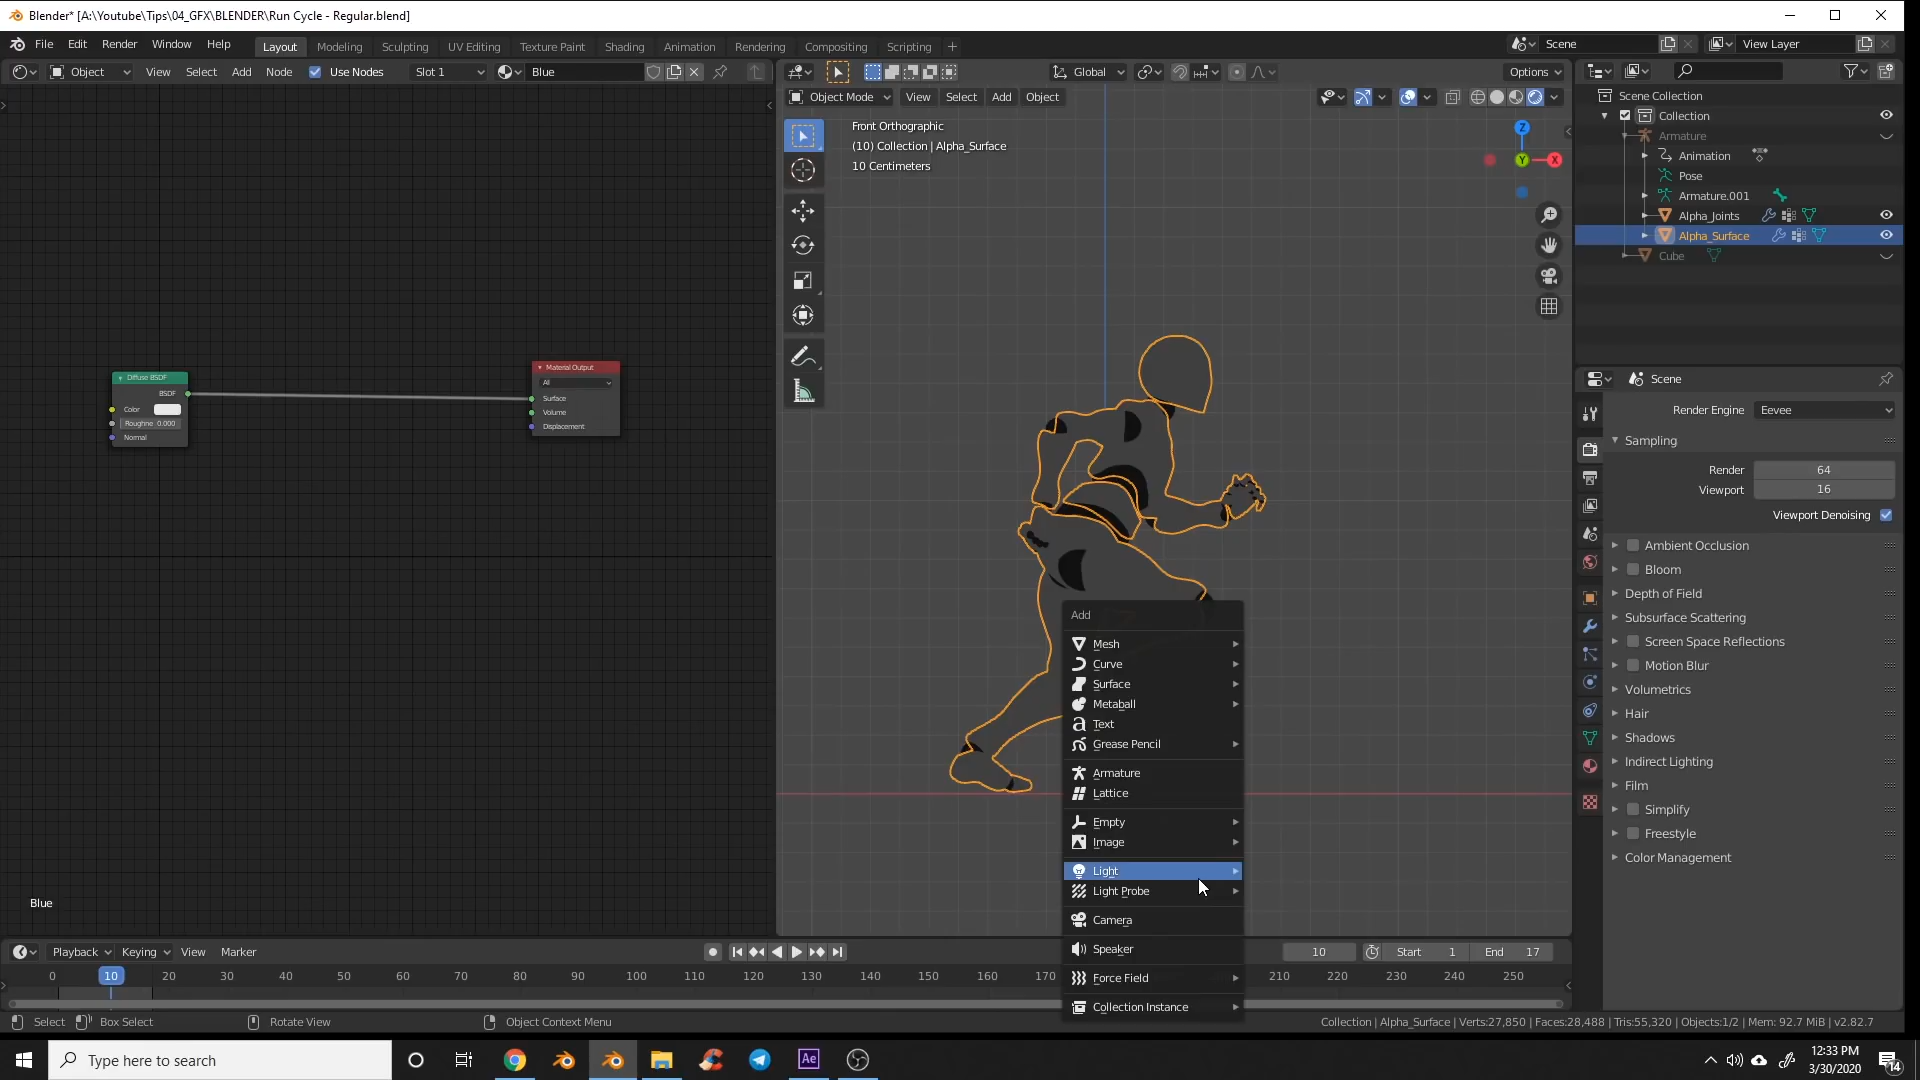 Blender* [A:\Youtube\Tips\04_GFX\BLENDER\Run Cycle - Regular.blend]
File Edit Render Window Help Layout Modeling Sculpting UV Editing Texture Paint Shading Animation Rendering Compositing Scripting + Scene View Layer
Object View Select Add Node Use Nodes Slot 1 Blue Global Options
Object Mode View Select Add Object
Front Orthographic
(10) Collection | Alpha_Surface
10 Centimeters
Z
Y
X
Scene Collection
Collection
Armature
Animation
Pose
Armature.001
Alpha_Joints
Alpha_Surface
Cube
Diffuse BSDF
BSDF
Color
Roughne 0.000
Normal
Material Output
All
Surface
Volume
Displacement
Blue
Add
Mesh
Curve
Surface
Metaball
Text
Grease Pencil
Armature
Lattice
Empty
Image
Light
Light Probe
Camera
Speaker
Force Field
Collection Instance
Scene
Render Engine Eevee
Sampling
Render 64
Viewport 16
Viewport Denoising
Ambient Occlusion
Bloom
Depth of Field
Subsurface Scattering
Screen Space Reflections
Motion Blur
Volumetrics
Hair
Shadows
Indirect Lighting
Film
Simplify
Freestyle
Color Management
Playback Keying View Marker 10 Start 1 End 17
0 10 20 30 40 50 60 70 80 90 100 110 120 130 140 150 160 170 210 220 230 240 250
Select Box Select Rotate View Object Context Menu Collection | Alpha_Surface | Verts:27,850 | Faces:28,488 | Tris:55,320 | Objects:1/2 | Mem: 92.7 MiB | v2.82.7
Type here to search
Ae
12:33 PM
3/30/2020
14